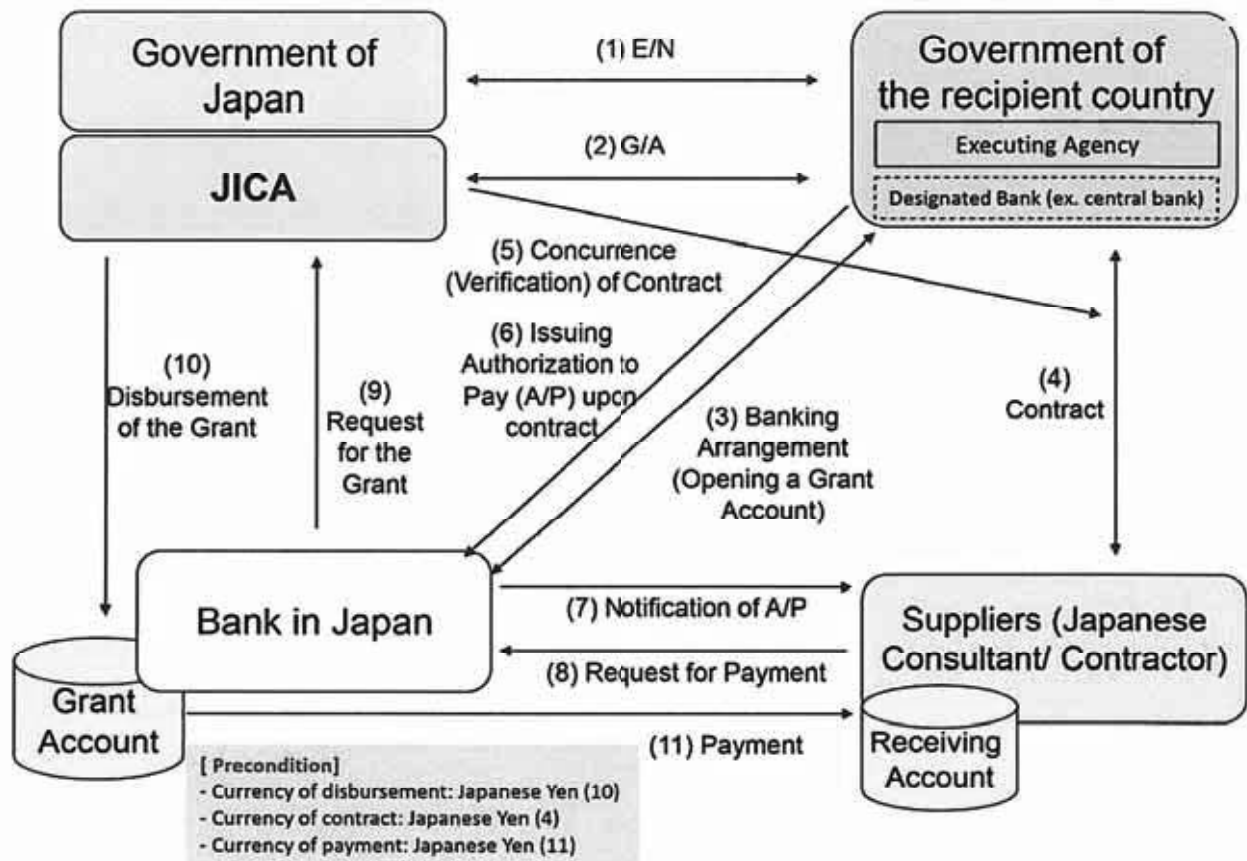 Government of
Japan
JICA
(1) E/N
(2) G/A
Government of
the recipient country
Executing Agency
Designated Bank (ex. central bank)
(5) Concurrence
(Verification) of Contract
(6) Issuing
Authorization to
Pay (A/P) upon
contract
(3) Banking
Arrangement
(Opening a Grant
Account)
(4)
Contract
(10)
Disbursement
of the Grant
(9)
Request
for the
Grant
Bank in Japan
Grant
Account
(7) Notification of A/P
(8) Request for Payment
(11) Payment
Suppliers (Japanese
Consultant/ Contractor)
Receiving
Account
[ Precondition]
- Currency of disbursement: Japanese Yen (10)
- Currency of contract: Japanese Yen (4)
- Currency of payment: Japanese Yen (11)